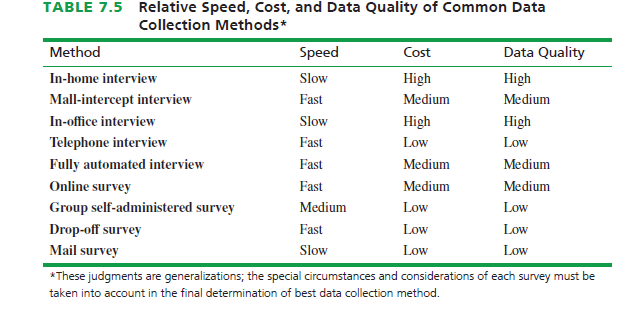 TABLE 7.5 Relative Speed, Cost, and Data Quality of Common Data
Collection Methods*
Method Speed Cost Data Quality
In-home interview Slow High High
Mall-intercept interview Fast Medium Medium
In-office interview Slow High High
Telephone interview Fast Low Low
Fully automated interview Fast Medium Medium
Online survey Fast Medium Medium
Group self-administered survey Medium Low Low
Drop-off survey Fast Low Low
Mail survey Slow Low Low
*These judgments are generalizations; the special circumstances and considerations of each survey must be
taken into account in the final determination of best data collection method.